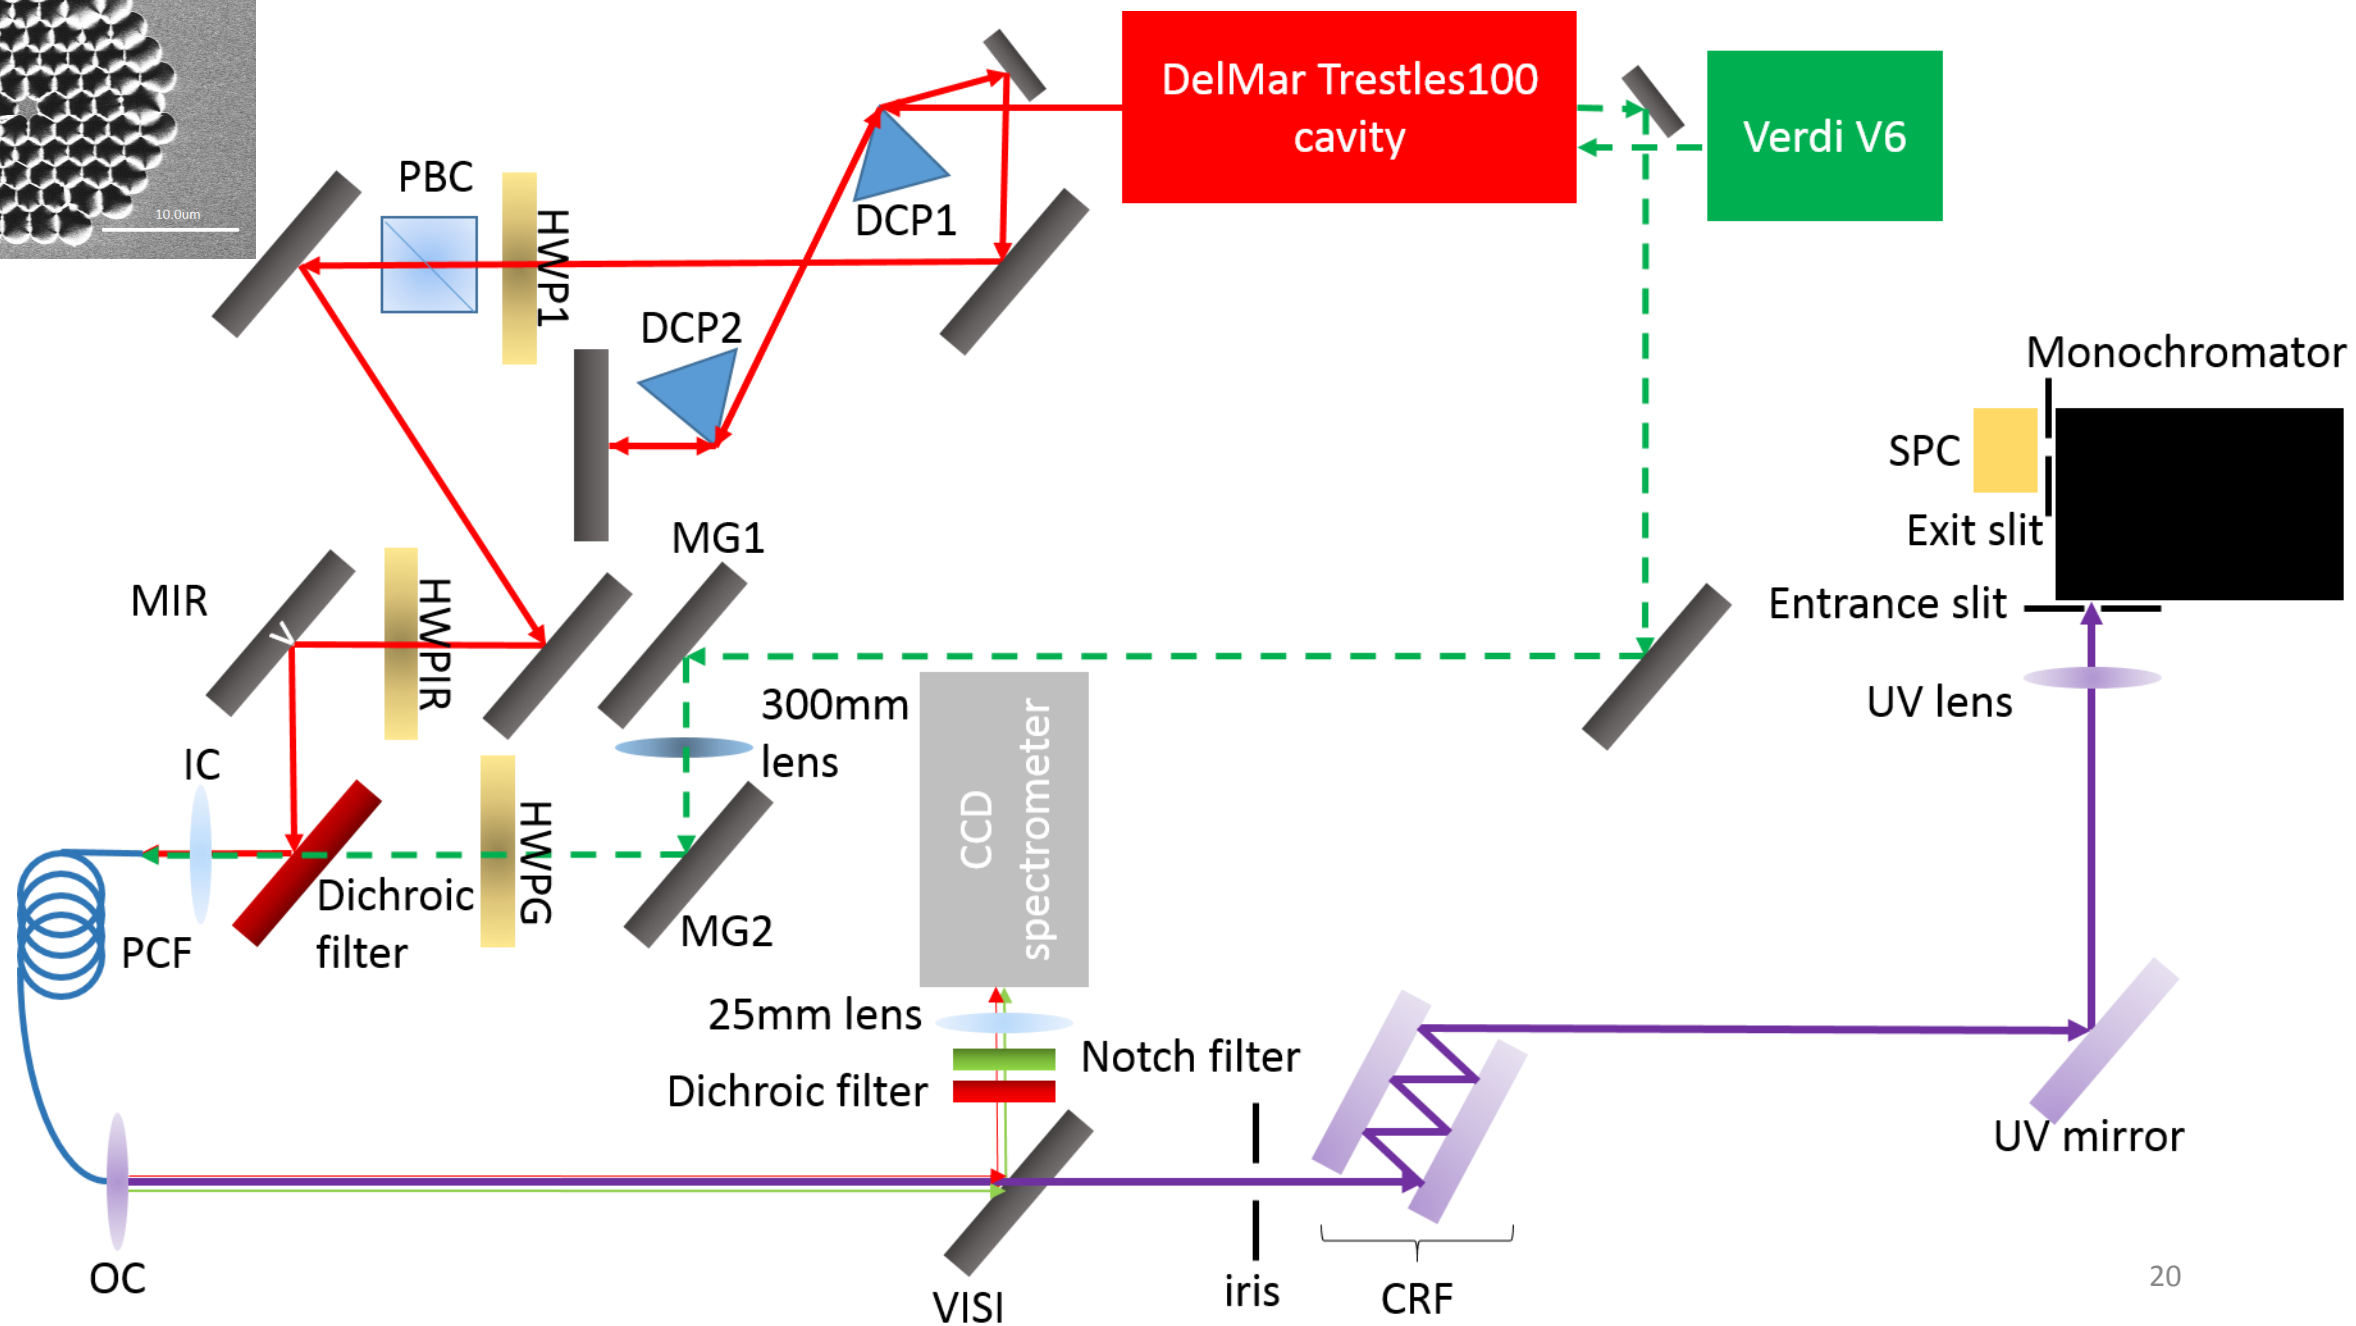 10.0um
DelMar Trestles100
cavity
Verdi V6
PBC
HWP1
DCP1
DCP2
Monochromator
SPC
Exit slit
Entrance slit
UV lens
MG1
MIR
HWPIR
300mm
lens
IC
HWPG
CCD
spectrometer
Dichroic
filter
PCF
MG2
25mm lens
Notch filter
Dichroic filter
UV mirror
OC
VISI
iris
CRF
20